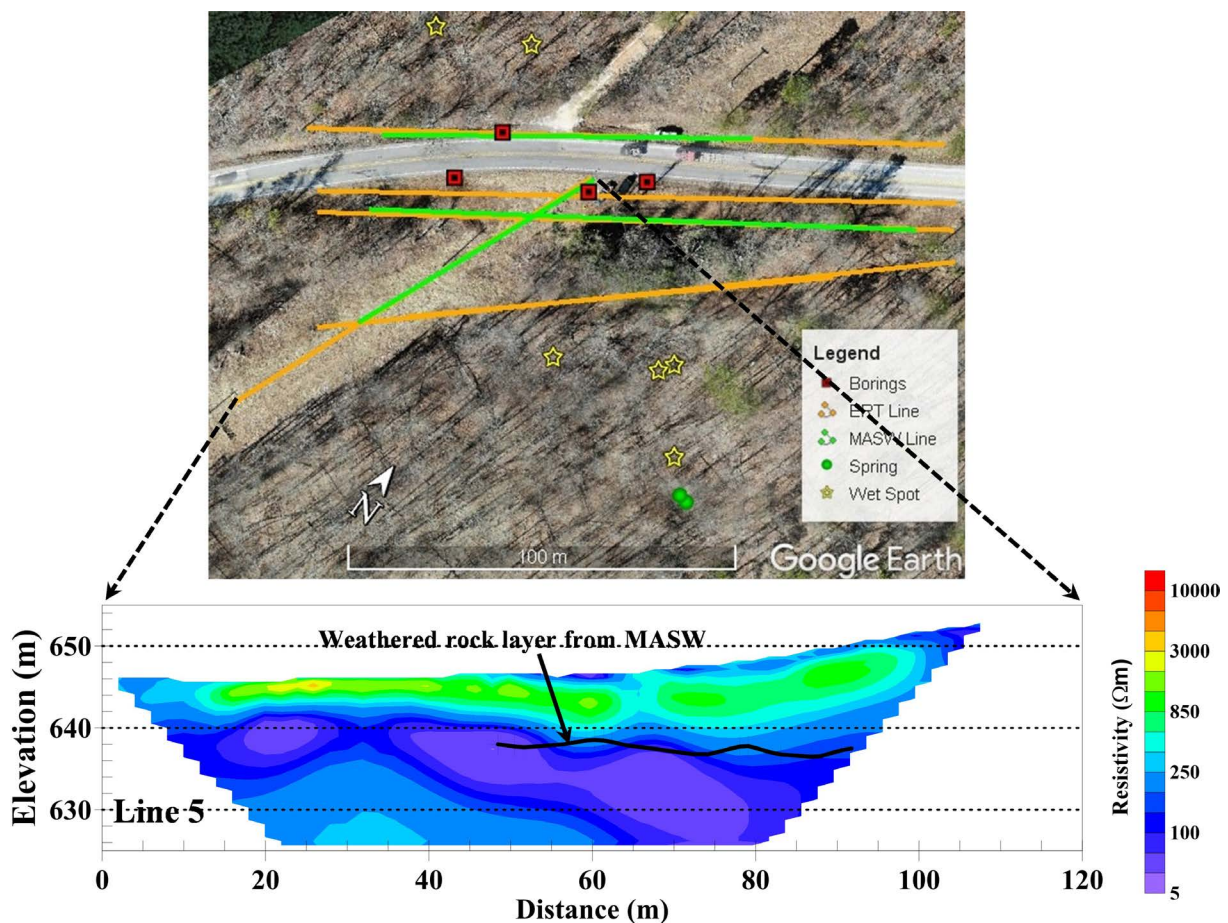 Legend
Borings
ERT Line
MASW Line
Spring
Wet Spot
N
100 m
Google Earth
Weathered rock layer from MASW
Elevation (m)
650
640
630
Line 5
0 20 40 60 80 100 120
Distance (m)
Resistivity (Ωm)
10000
3000
850
250
100
5